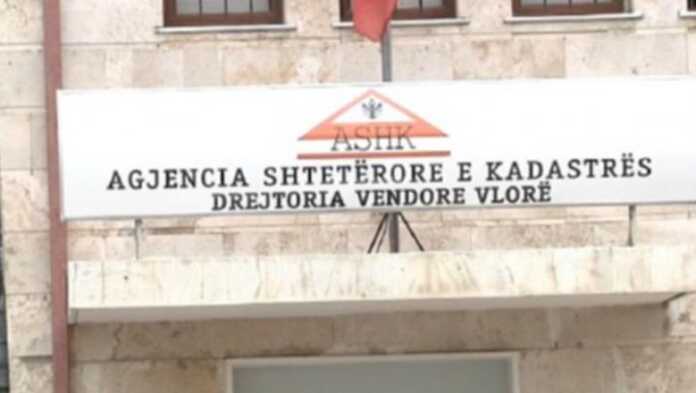 ASHK
AGJENCIA SHTETËRORE E KADASTRËS
DREJTORIA VENDORE VLORË